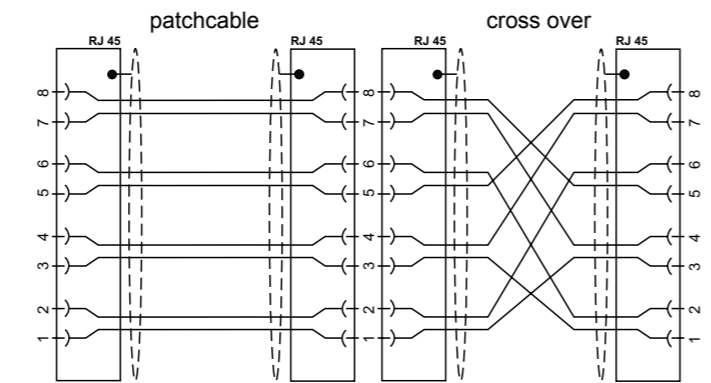 patchcable cross over
RJ 45 RJ 45 RJ 45 RJ 45
8 8 8 8
7 7 7 7
6 6 6 6
5 5 5 5
4 4 4 4
3 3 3 3
2 2 2 2
1 1 1 1